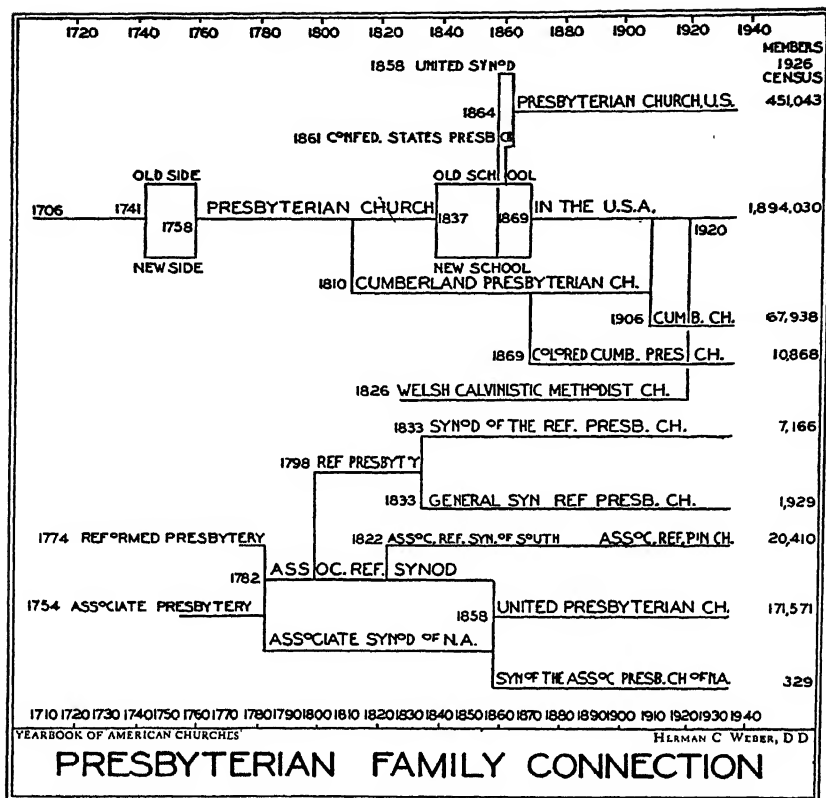 1720 1740 1760 1780 1800 1820 1840 1860 1880 1900 1920 1940
MEMBERS
1926
CENSUS
1858 UNITED SYNOD
1864 PRESBYTERIAN CHURCH, U.S. 451,043
1861 CONFED. STATES PRESB CH
OLD SIDE OLD SCHOOL
1706 1741 1758 PRESBYTERIAN CHURCH 1837 1869 IN THE U.S.A. 1920 1,894,030
NEW SIDE NEW SCHOOL
1810 CUMBERLAND PRESBYTERIAN CH.
1906 CUMB. CH. 67,938
1869 COLORED CUMB. PRES CH. 10,868
1826 WELSH CALVINISTIC METHODIST CH.
1833 SYNOD OF THE REF. PRESB. CH. 7,166
1798 REF PRESBYTY
1833 GENERAL SYN REF PRESB. CH. 1,929
1774 REFORMED PRESBYTERY 1822 ASSOC. REF. SYN. OF SOUTH ASSOC. REF. P'IN CH. 20,410
1782 ASSOC. REF. SYNOD
1754 ASSOCIATE PRESBYTERY 1858 UNITED PRESBYTERIAN CH. 171,571
ASSOCIATE SYNOD OF N.A.
SYN OF THE ASSOC PRESB. CH OF N.A. 329
1710 1720 1730 1740 1750 1760 1770 1780 1790 1800 1810 1820 1830 1840 1850 1860 1870 1880 1890 1900 1910 1920 1930 1940
YEARBOOK OF AMERICAN CHURCHES HERMAN C WEBER, D D
PRESBYTERIAN FAMILY CONNECTION